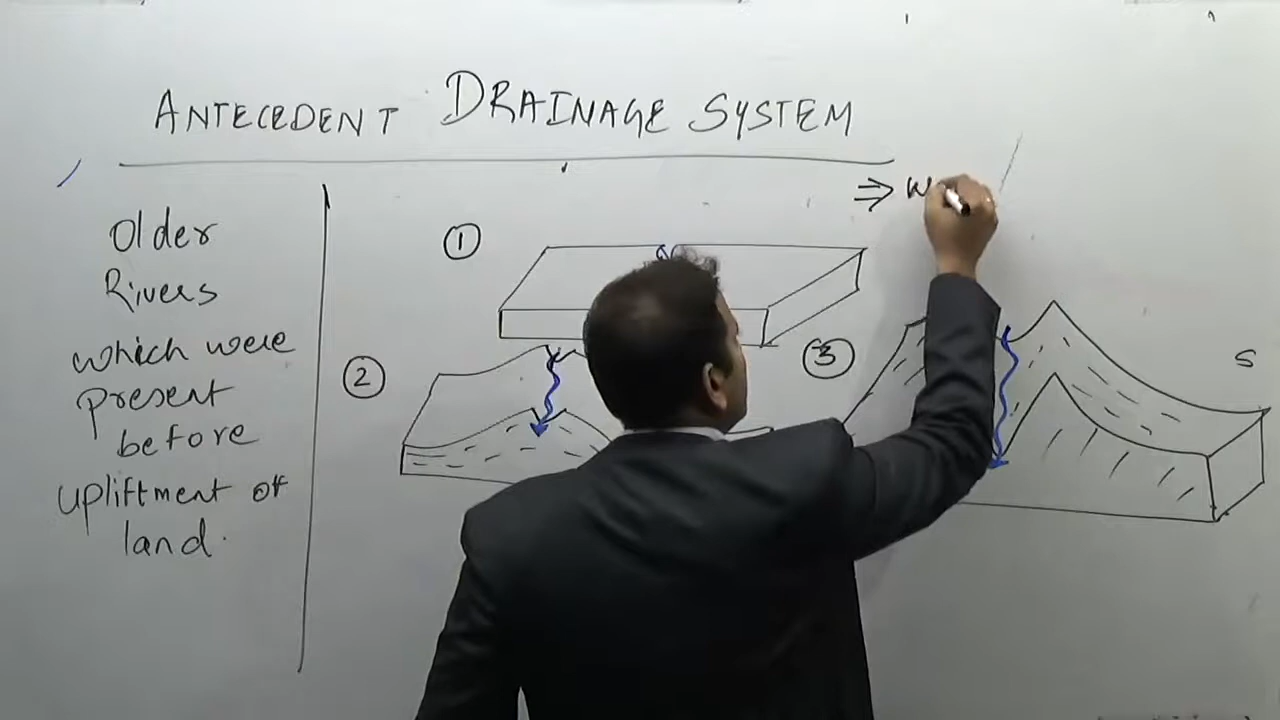 ANTECEDENT DRAINAGE SYSTEM
Older
Rivers
which were
present
before
upliftment of
land.
①
②
③
⇒ W
S